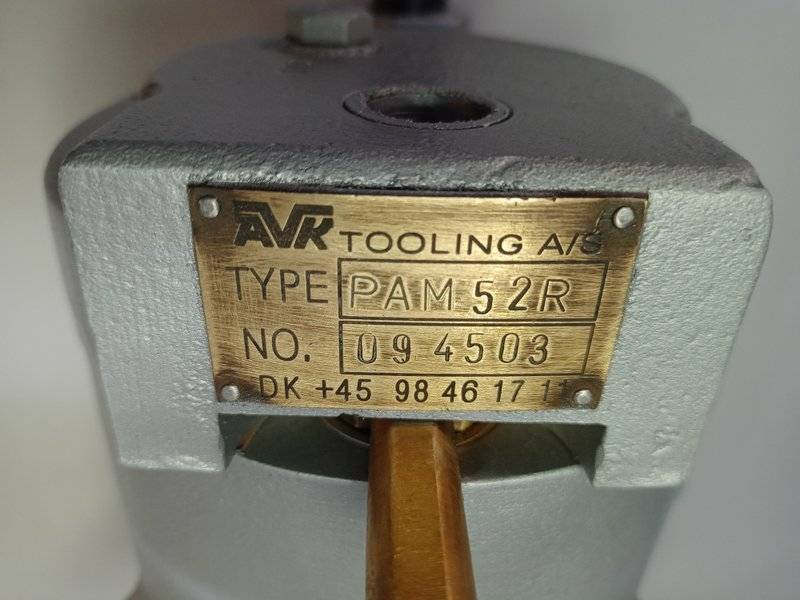 AVK TOOLING A/S
TYPE PAM 52R
NO. 094503
DK +45 98 46 17 11